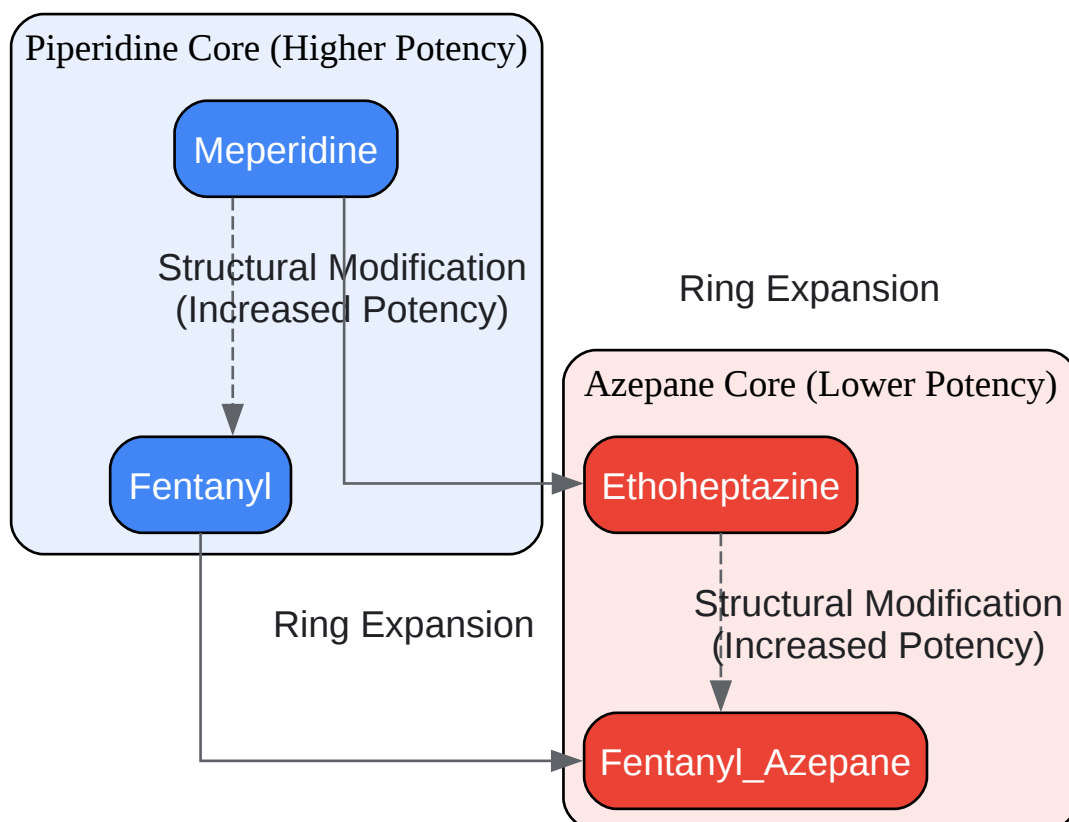 Piperidine Core (Higher Potency)
Meperidine
Structural Modification
(Increased Potency)
Ring Expansion
Azepane Core (Lower Potency)
Fentanyl
Ethoheptazine
Ring Expansion
Structural Modification
(Increased Potency)
Fentanyl_Azepane